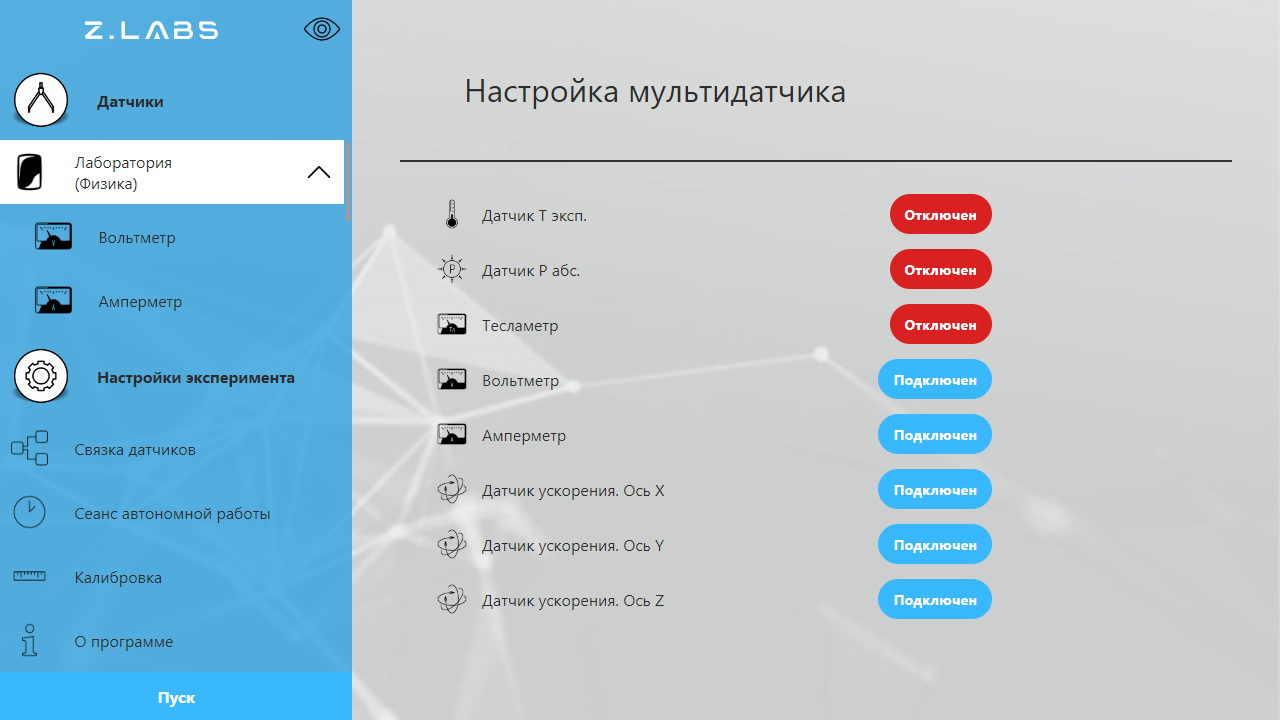 Z.LABS
Датчики
Лаборатория
(Физика)
Вольтметр
Амперметр
Настройки эксперимента
Связка датчиков
Сеанс автономной работы
Калибровка
О программе
Пуск
Настройка мультидатчика
Датчик Т эксп.
Отключен
Датчик Р абс.
Отключен
Тесламетр
Отключен
Вольтметр
Подключен
Амперметр
Подключен
Датчик ускорения. Ось X
Подключен
Датчик ускорения. Ось Y
Подключен
Датчик ускорения. Ось Z
Подключен